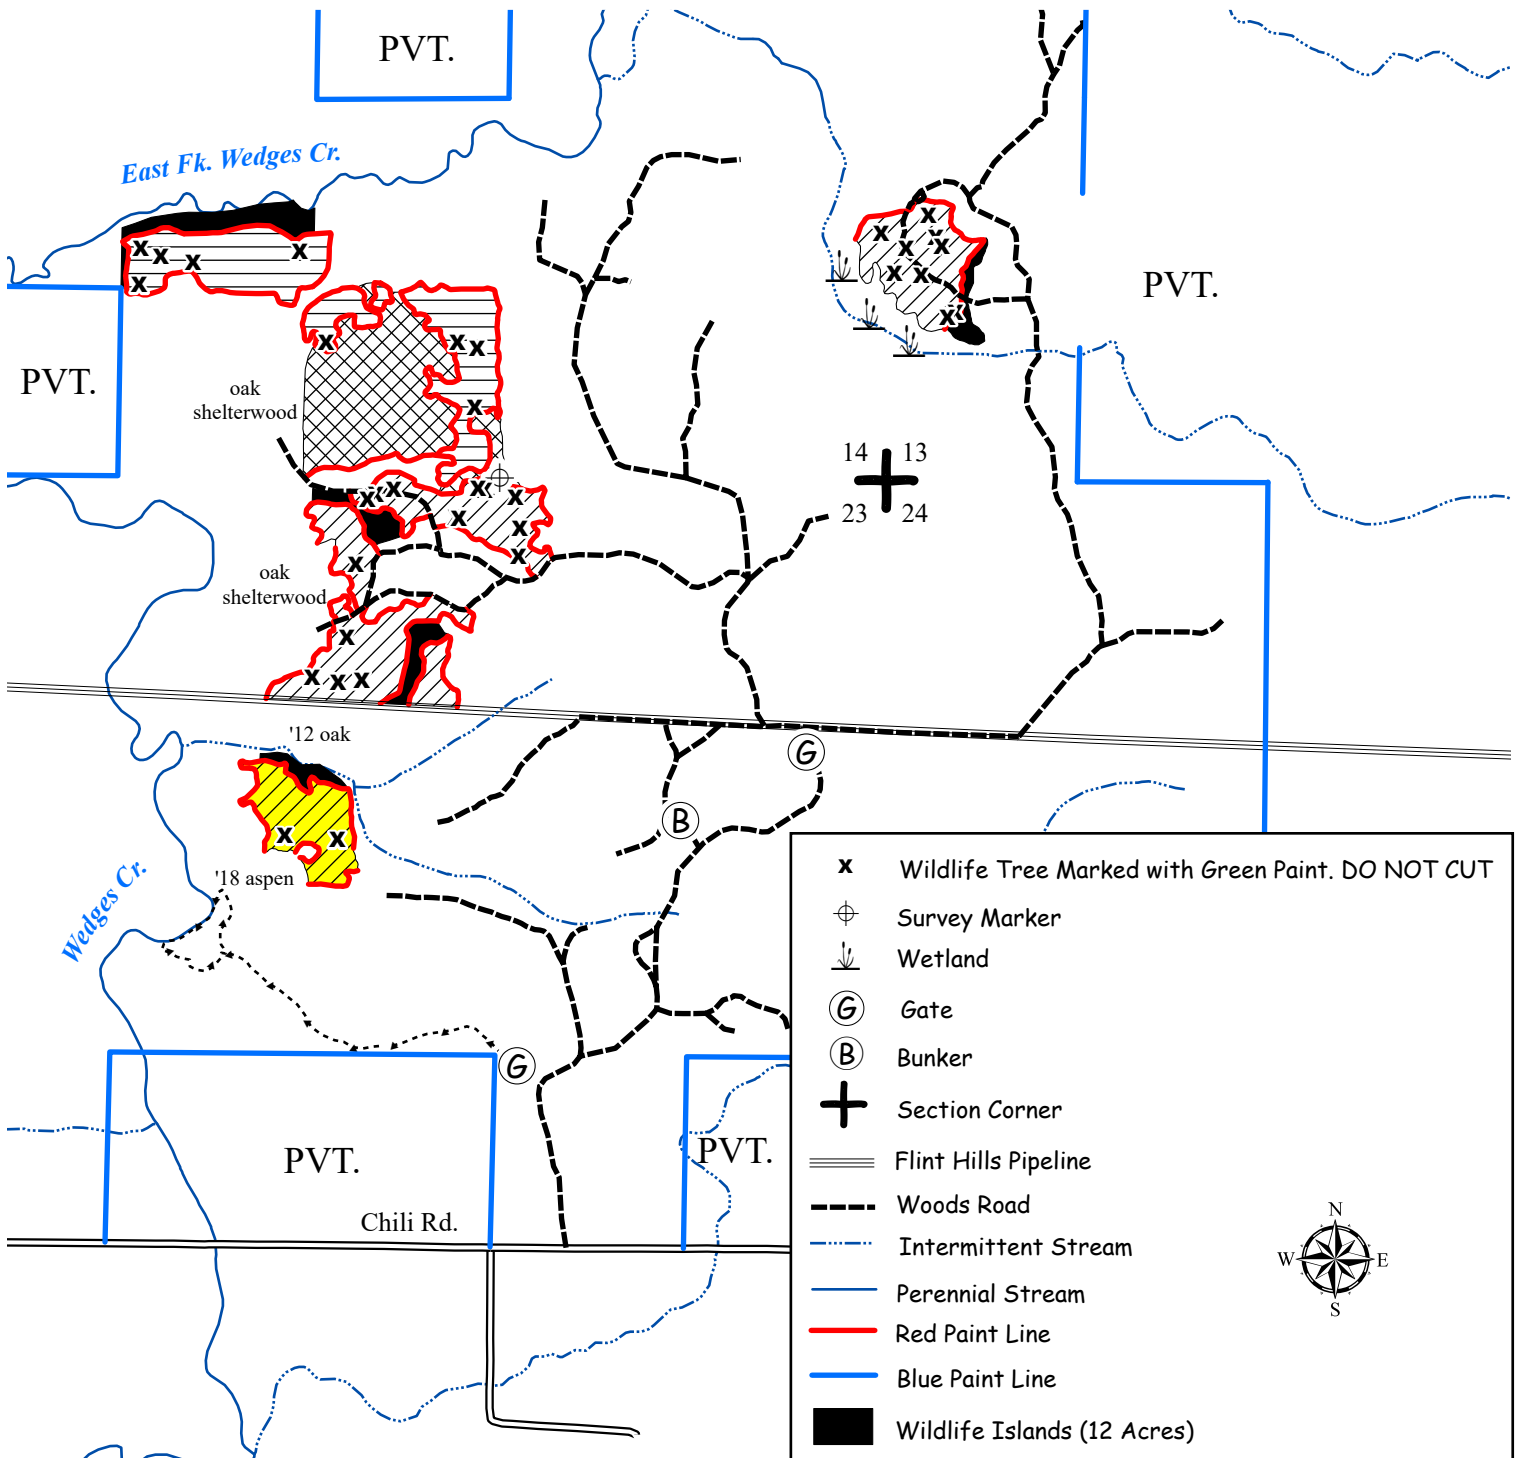 PVT.
East Fk. Wedges Cr.
PVT.
PVT.
oak
shelterwood
14 13
23 24
oak
shelterwood
'12 oak
G
B
'18 aspen
Wedges Cr.
G
PVT.
PVT.
Chili Rd.
x Wildlife Tree Marked with Green Paint. DO NOT CUT
Survey Marker
Wetland
G Gate
B Bunker
Section Corner
Flint Hills Pipeline
Woods Road
Intermittent Stream
Perennial Stream
Red Paint Line
Blue Paint Line
Wildlife Islands (12 Acres)
N
W E
S